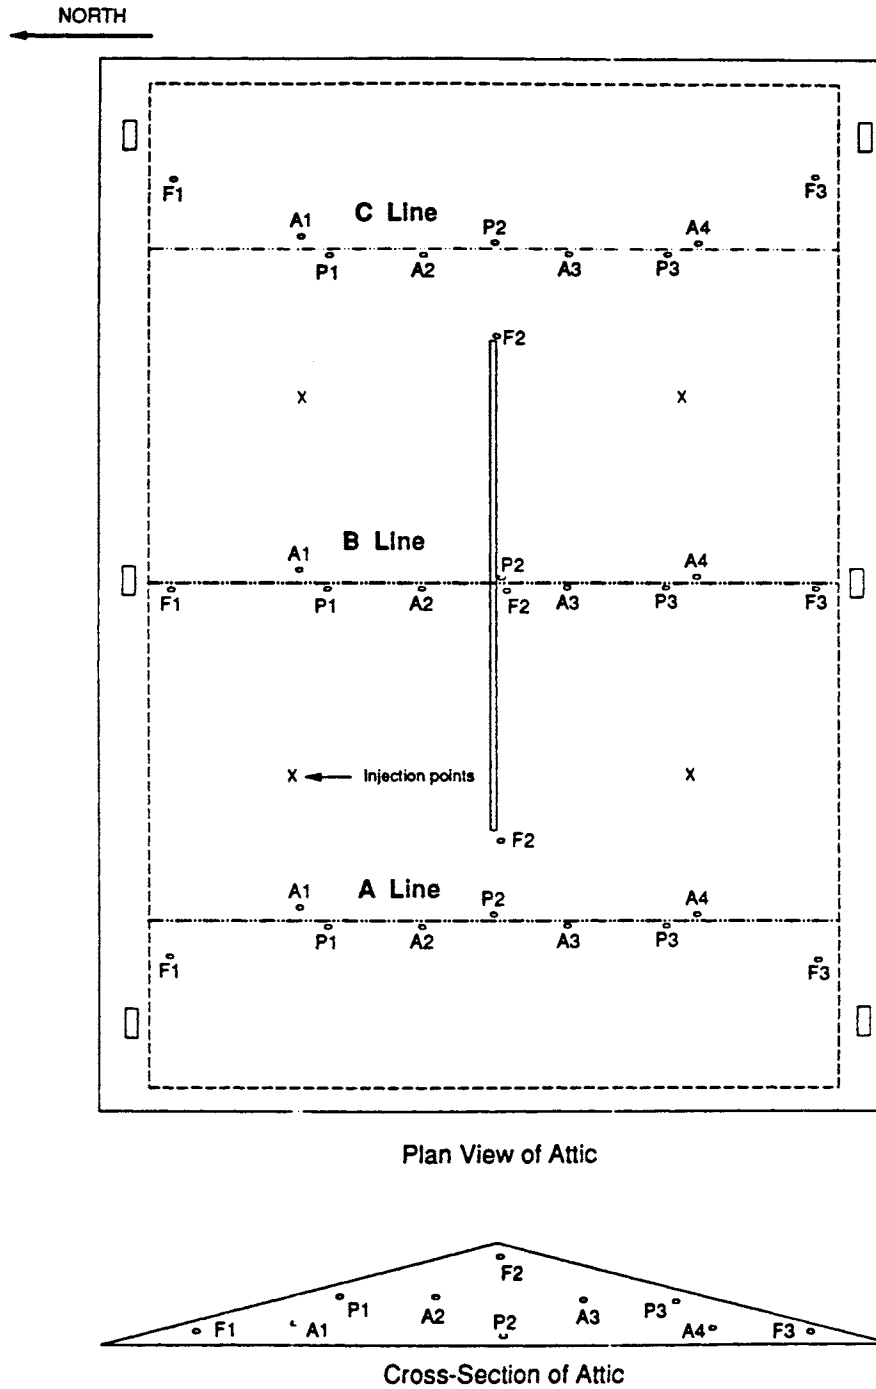 NORTH
F1 F3
A1 C Line P2 A4
P1 A2 A3 P3
F2
X X
A1 B Line P2 A4
F1 P1 A2 F2 A3 P3 F3
X Injection points X
F2
A1 A Line P2 A4
P1 A2 A3 P3
F1 F3
Plan View of Attic
F2
P1 A2 A3 P3
F1 A1 P2 A4 F3
Cross-Section of Attic